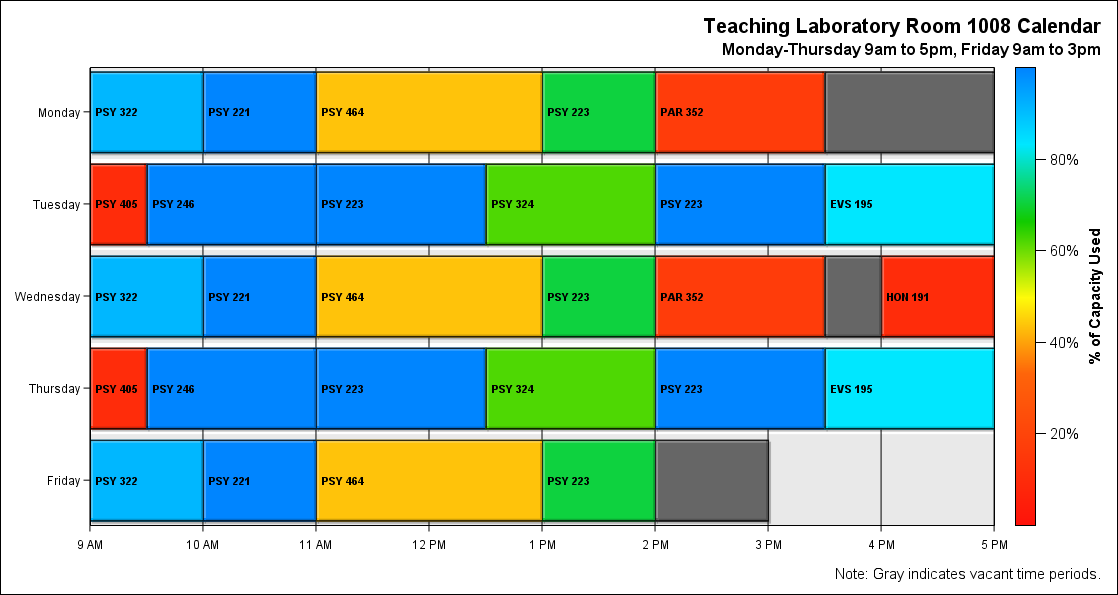 Teaching Laboratory Room 1008 Calendar
Monday-Thursday 9am to 5pm, Friday 9am to 3pm
Monday
PSY 322
PSY 221
PSY 464
PSY 223
PAR 352
Tuesday
PSY 405
PSY 246
PSY 223
PSY 324
PSY 223
EVS 195
Wednesday
PSY 322
PSY 221
PSY 464
PSY 223
PAR 352
HON 191
Thursday
PSY 405
PSY 246
PSY 223
PSY 324
PSY 223
EVS 195
Friday
PSY 322
PSY 221
PSY 464
PSY 223
9 AM
10 AM
11 AM
12 PM
1 PM
2 PM
3 PM
4 PM
5 PM
80%
60%
40%
20%
% of Capacity Used
Note: Gray indicates vacant time periods.